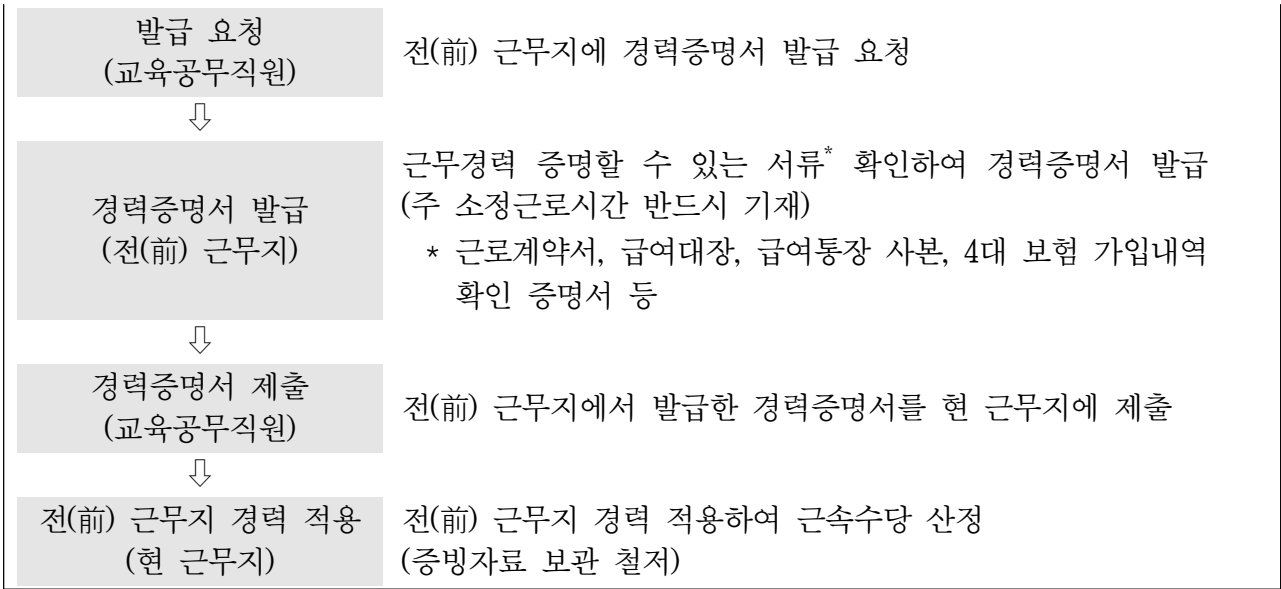 발급 요청
(교육공무직원)
전(前) 근무지에 경력증명서 발급 요청
⇩
경력증명서 발급
(전(前) 근무지)
근무경력 증명할 수 있는 서류* 확인하여 경력증명서 발급
(주 소정근로시간 반드시 기재)
* 근로계약서, 급여대장, 급여통장 사본, 4대 보험 가입내역
확인 증명서 등
⇩
경력증명서 제출
(교육공무직원)
전(前) 근무지에서 발급한 경력증명서를 현 근무지에 제출
⇩
전(前) 근무지 경력 적용
(현 근무지)
전(前) 근무지 경력 적용하여 근속수당 산정
(증빙자료 보관 철저)